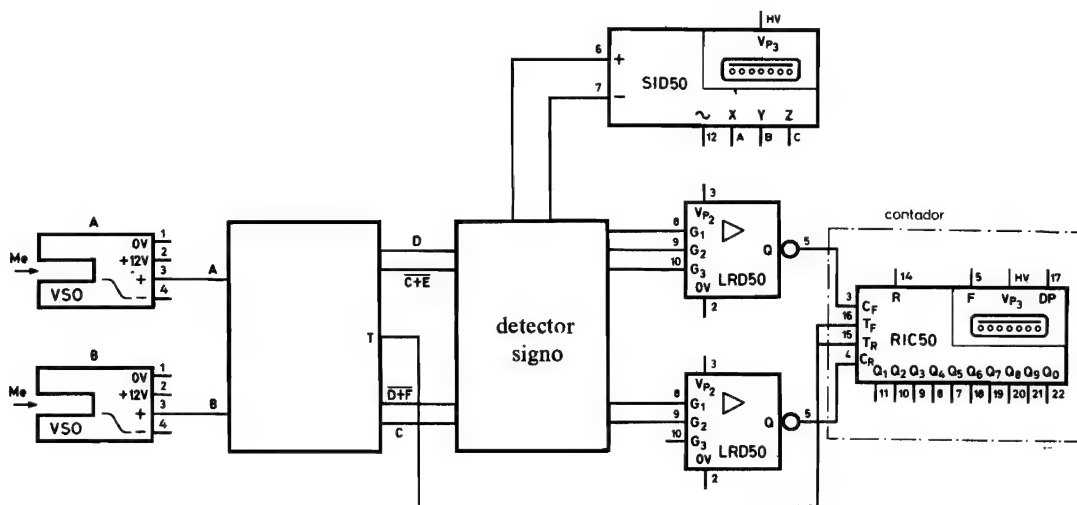 HV
V P3
6 +
SID50
7 −
~ X Y Z
12 A B C
A
0V 1
+12V 2
Me + 3 A
VSO − 4
B
0V 1
+12V 2
Me + 3 B
VSO − 4
D
C+E
T
D+F
C
detector
signo
3
V P2
8 G1
9 G2 Q 5
10 G3
LRD50
0V
2
3
V P2
8 G1
9 G2 Q 5
10 G3
LRD50
0V
2
contador
14 5 HV 17
R F V P3 DP
3 CF
16 TF
15 TR RIC50
4 CR
Q1 Q2 Q3 Q4 Q5 Q6 Q7 Q8 Q9 Q0
11 10 9 8 7 18 19 20 21 22